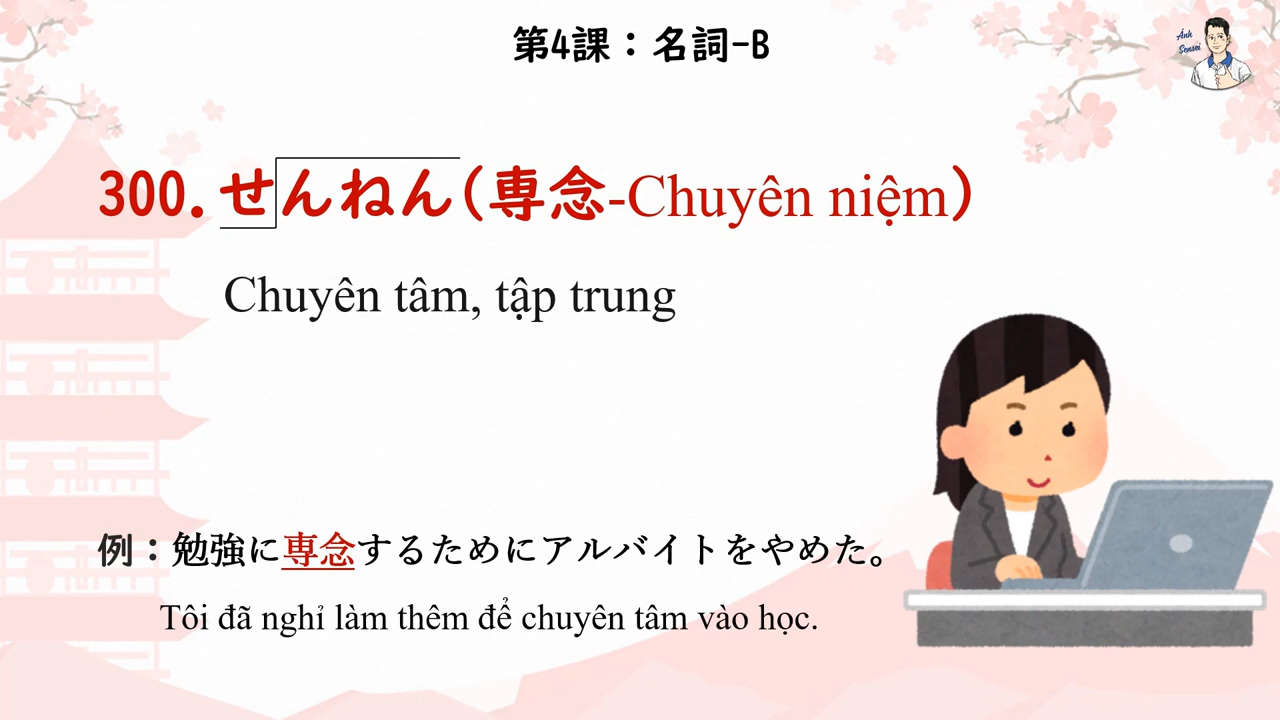 第4課：名詞-B
Anh
Sensei
300. せんねん(専念-Chuyên niệm)
Chuyên tâm, tập trung
例：勉強に専念するためにアルバイトをやめた。
Tôi đã nghỉ làm thêm để chuyên tâm vào học.